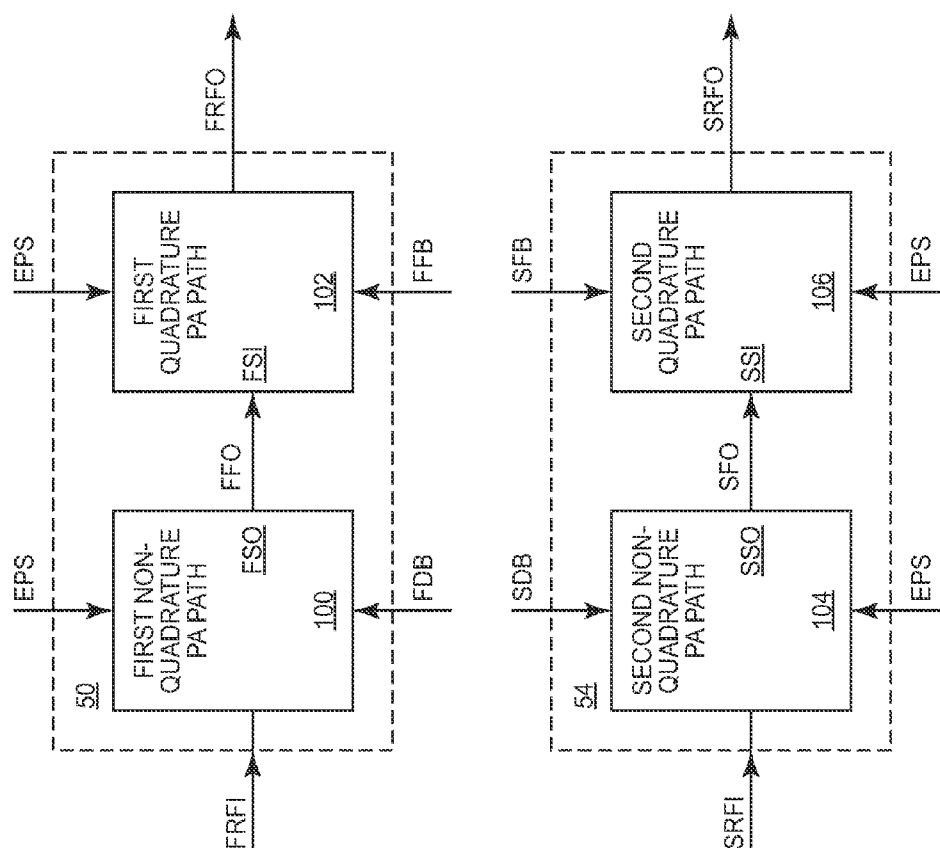 EPS
EPS
50
FIRST NON-
QUADRATURE
PA PATH
FSO
100
FRFI
FFO
FIRST
QUADRATURE
PA PATH
FSI
102
FRFO
FDB
FFB
SDB
SFB
54
SECOND NON-
QUADRATURE
PA PATH
SSO
104
SRFI
SFO
SECOND
QUADRATURE
PA PATH
SSI
106
SRFO
EPS
EPS